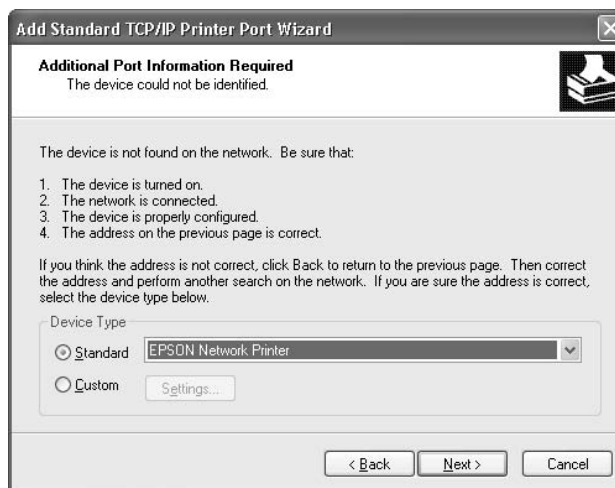 Add Standard TCP/IP Printer Port Wizard
Additional Port Information Required
The device could not be identified.
The device is not found on the network. Be sure that:
1. The device is turned on.
2. The network is connected.
3. The device is properly configured.
4. The address on the previous page is correct.
If you think the address is not correct, click Back to return to the previous page. Then correct
the address and perform another search on the network. If you are sure the address is correct,
select the device type below.
Device Type
Standard
EPSON Network Printer
Custom
Settings...
< Back
Next >
Cancel